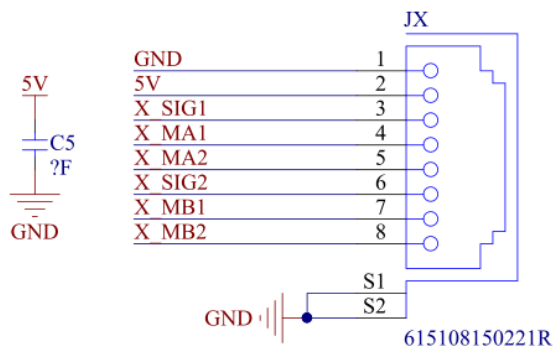 JX
GND 1
5V 2
X_SIG1 3
X_MA1 4
X_MA2 5
X_SIG2 6
X_MB1 7
X_MB2 8
5V
C5
?F
GND
S1
S2
GND
615108150221R